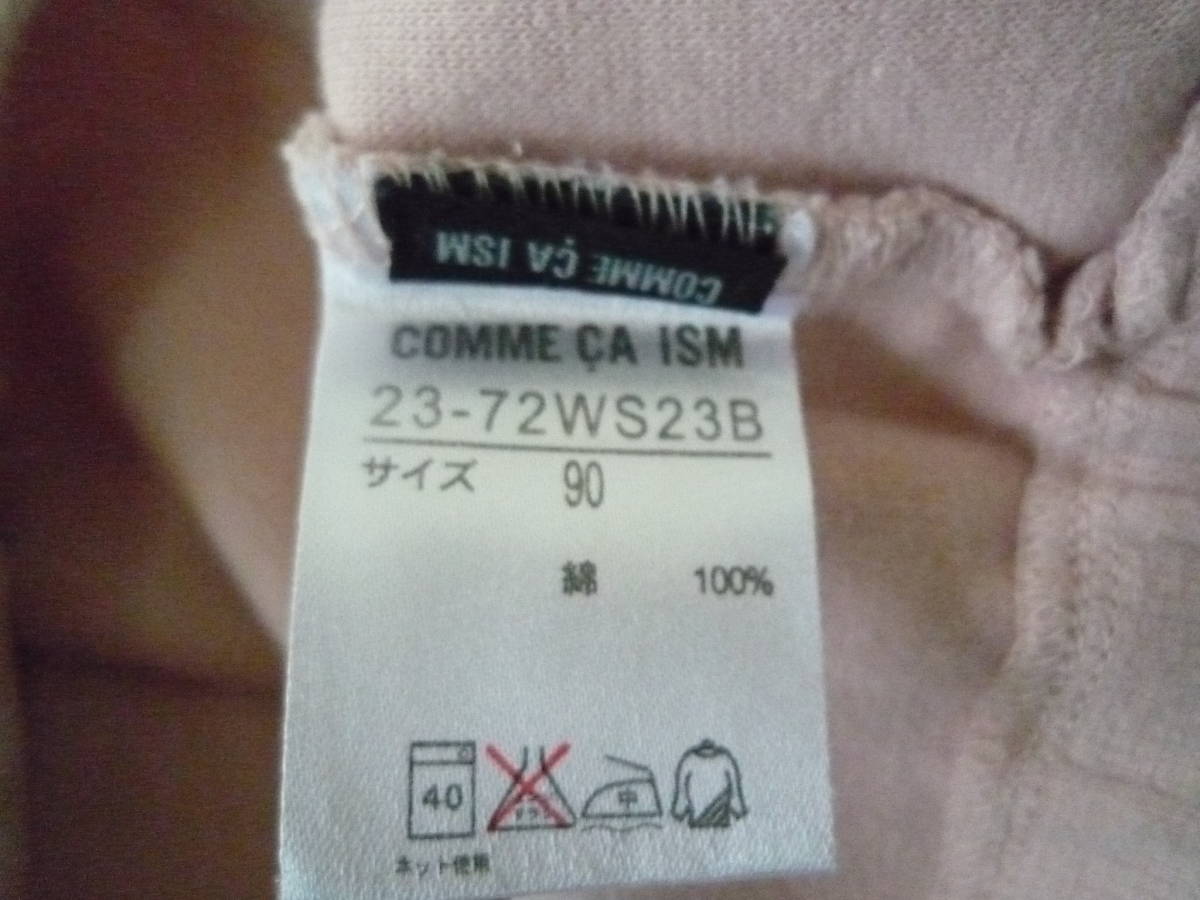 COMME ÇA ISM
COMME ÇA ISM
23-72WS23B
サイズ 90
綿 100%
40 中
ネット使用